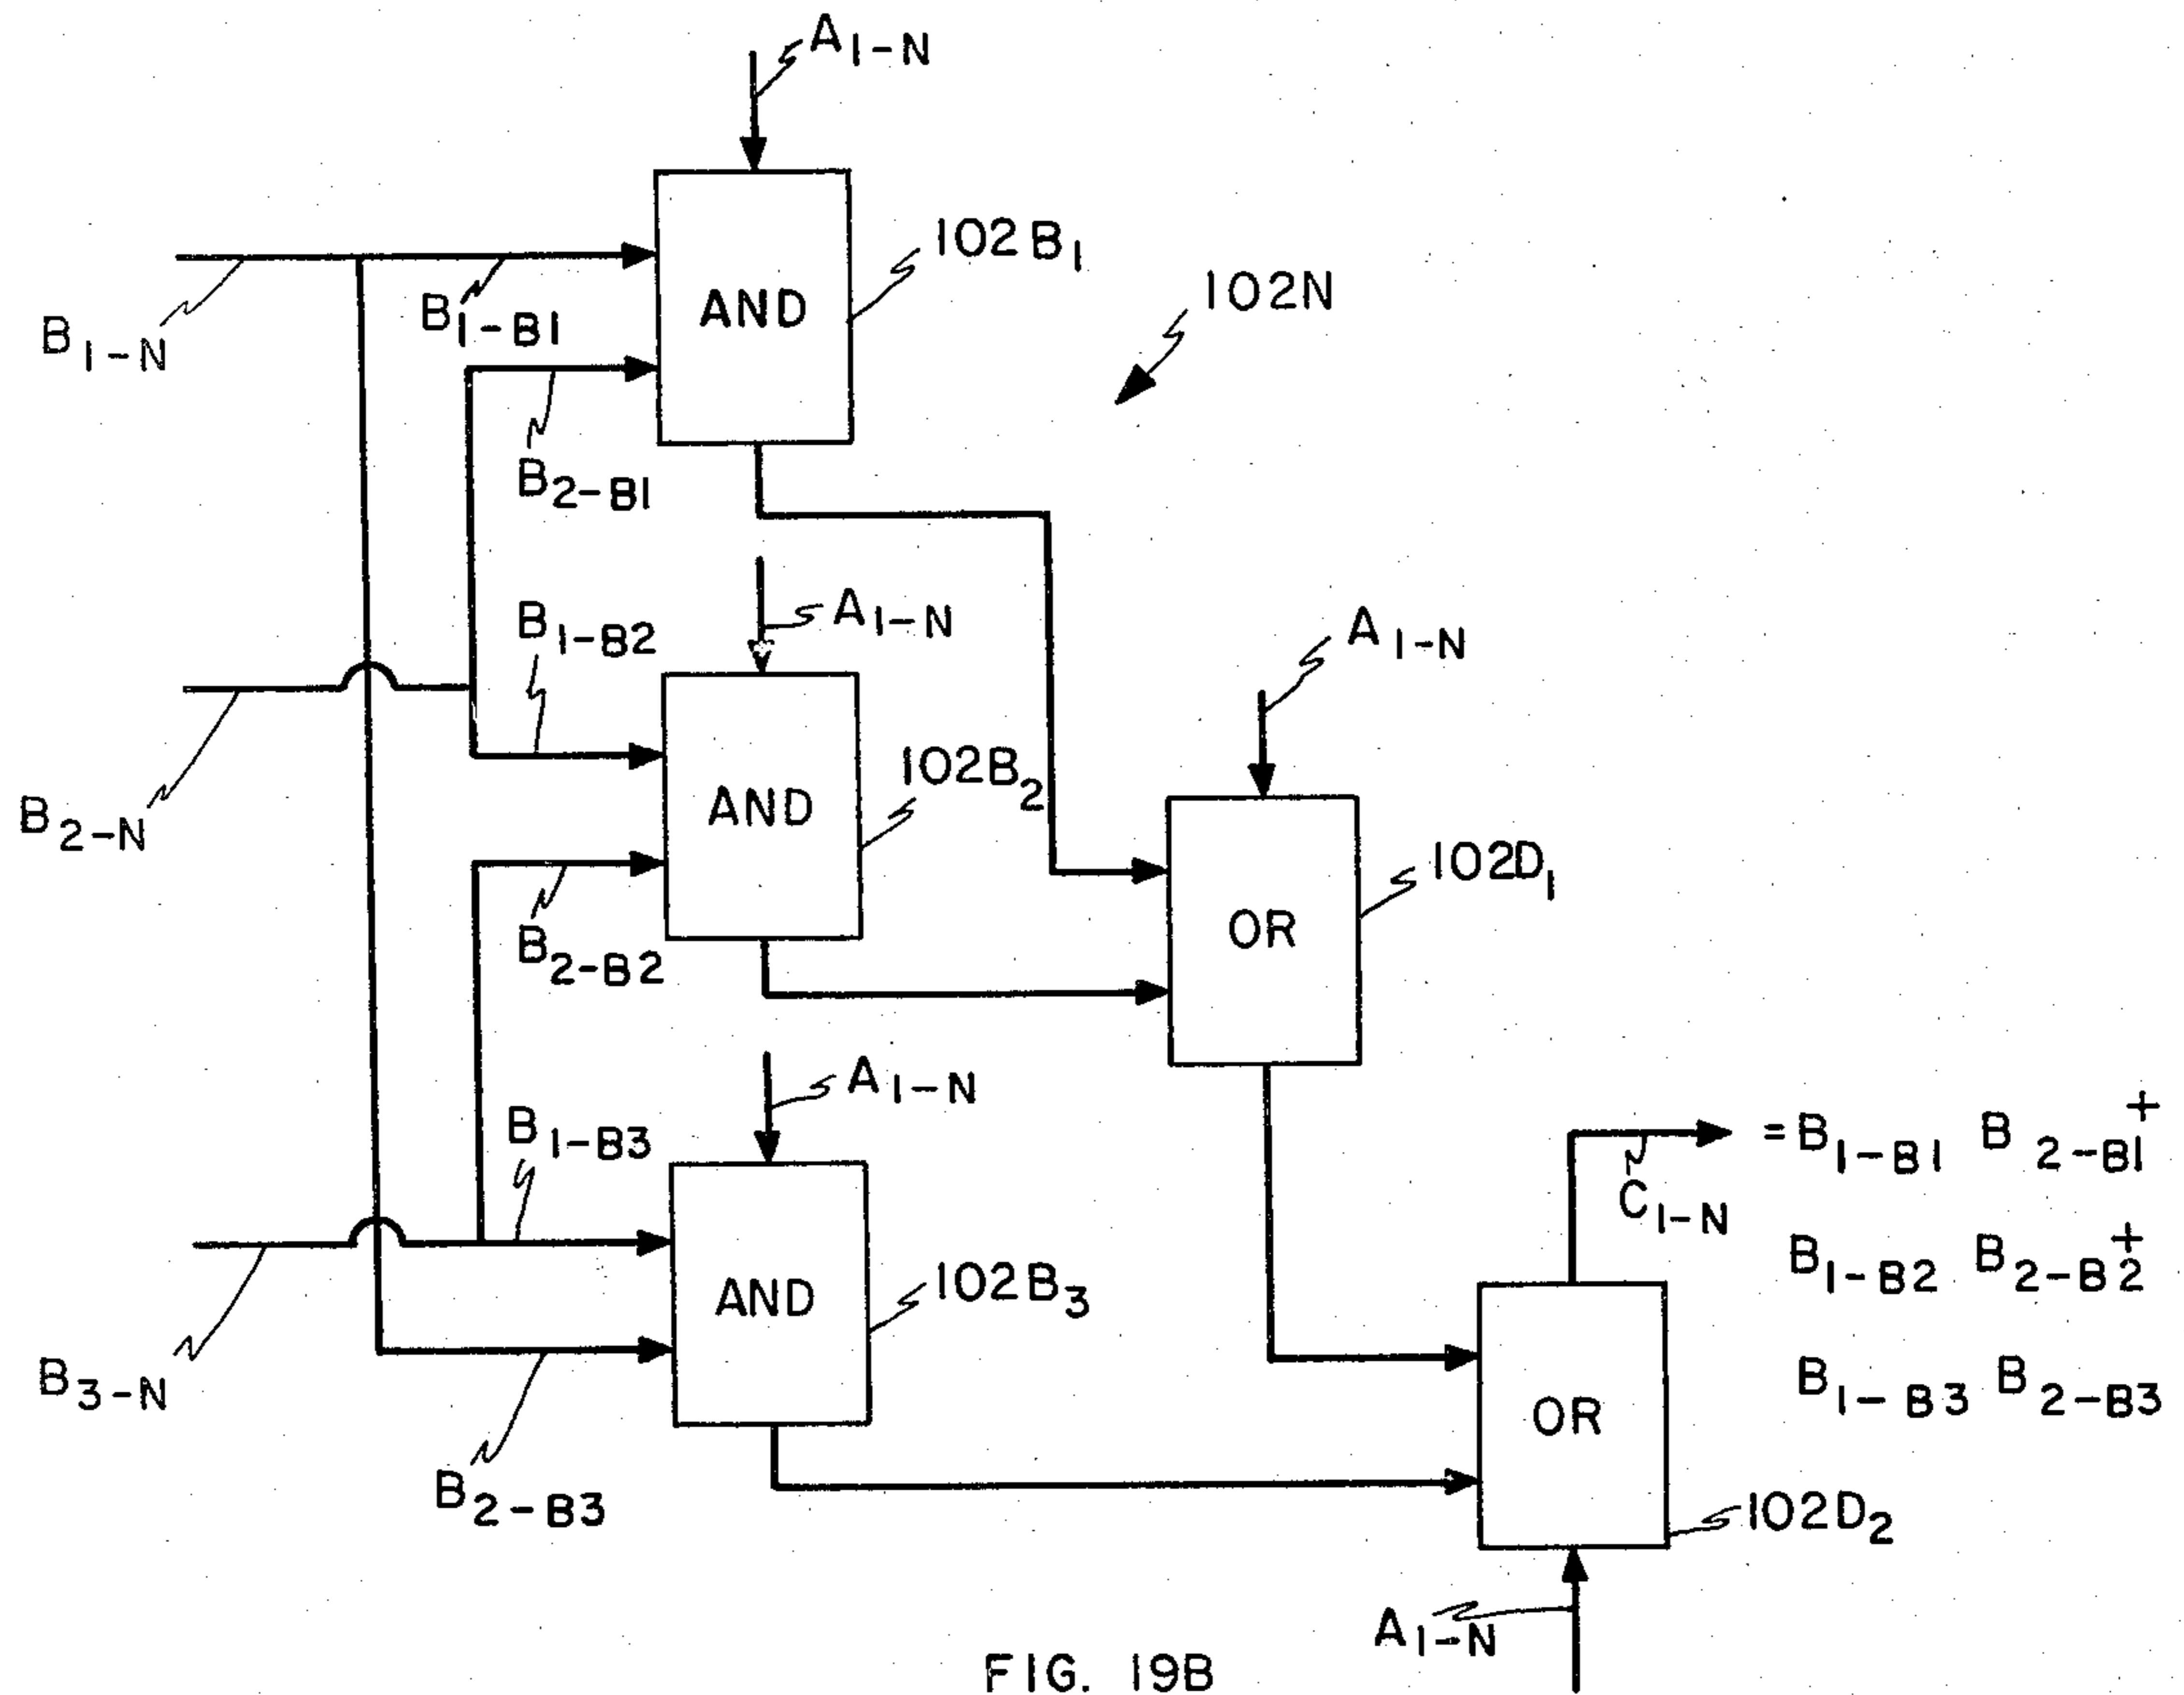 A1-N
102B1
102N
B1-N
B1-B1
AND
B2-B1
B1-B2
A1-N
A1-N
B2-N
AND
102B2
102D1
B2-B2
OR
A1-N
B1-B3
=B1-B1 B2-B1+
C1-N
B1-B2 B2-B2+
AND
102B3
B3-N
B1-B3 B2-B3
OR
B2-B3
102D2
A1-N
FIG. 19B